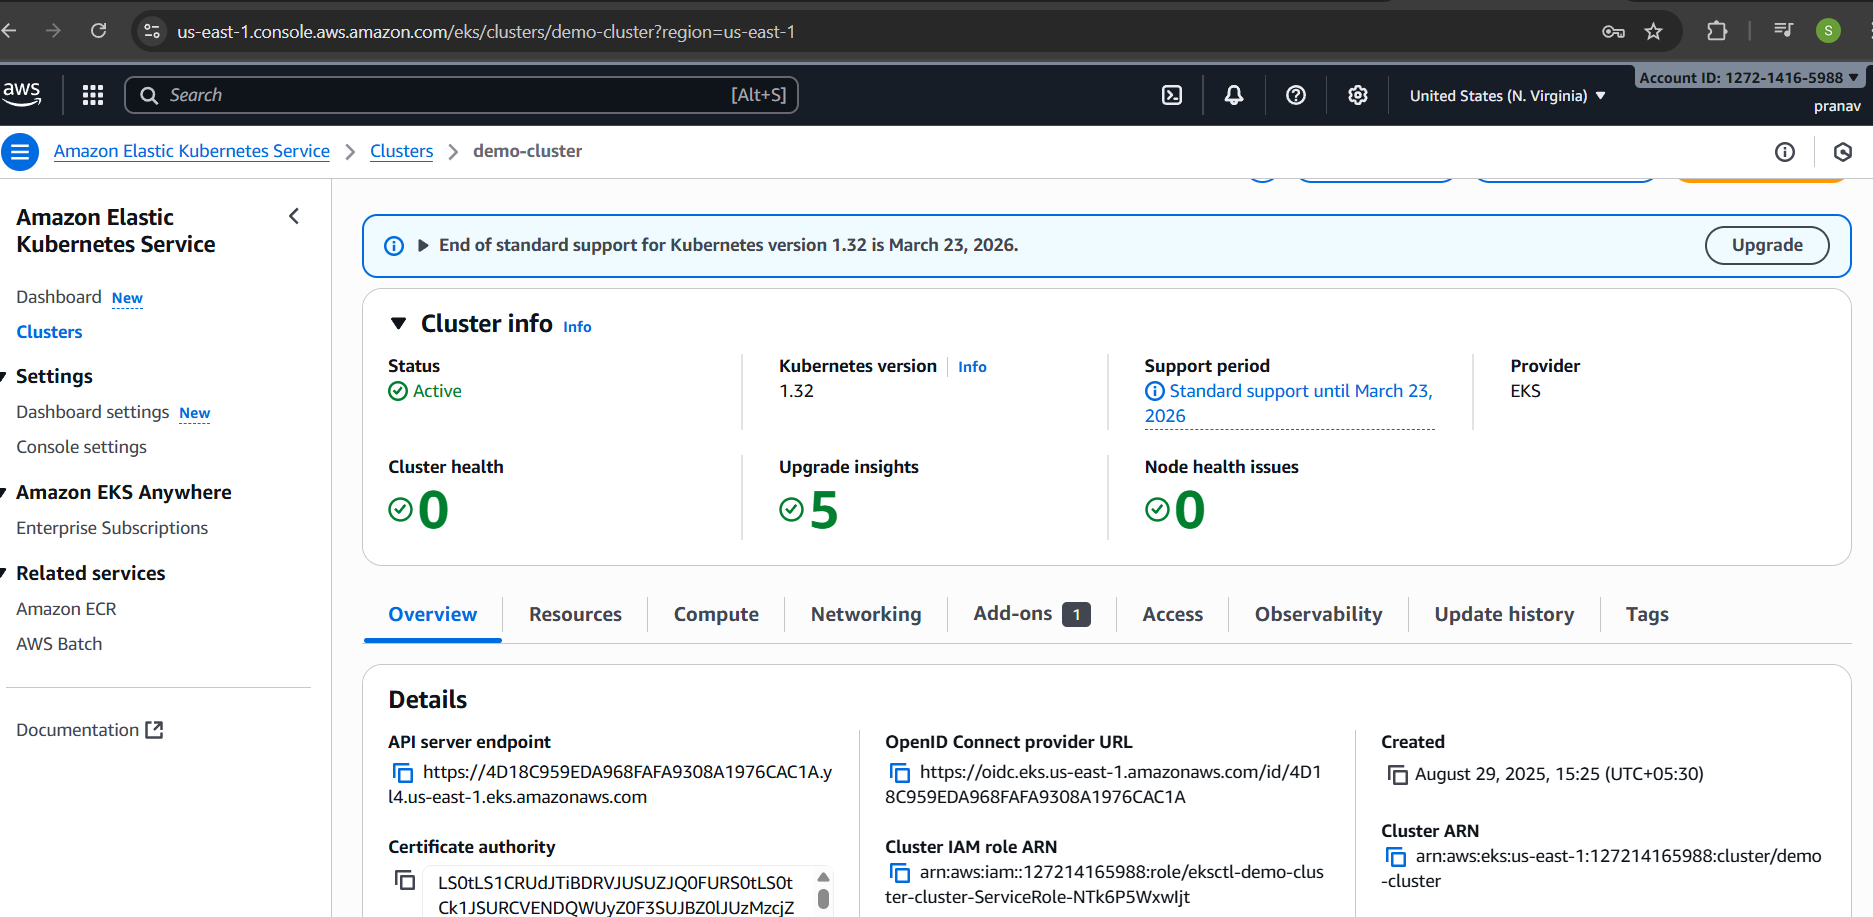 us-east-1.console.aws.amazon.com/eks/clusters/demo-cluster?region=us-east-1
S
aws
Search
[Alt+S]
United States (N. Virginia)
Account ID: 1272-1416-5988
pranav
Amazon Elastic Kubernetes Service
Clusters
demo-cluster
Amazon Elastic
Kubernetes Service
Dashboard New
Clusters
Settings
Dashboard settings New
Console settings
Amazon EKS Anywhere
Enterprise Subscriptions
Related services
Amazon ECR
AWS Batch
Documentation
End of standard support for Kubernetes version 1.32 is March 23, 2026.
Upgrade
Cluster info Info
Status
Active
Kubernetes version Info
1.32
Support period
Standard support until March 23,
2026
Provider
EKS
Cluster health
0
Upgrade insights
5
Node health issues
0
Overview
Resources
Compute
Networking
Add-ons 1
Access
Observability
Update history
Tags
Details
API server endpoint
https://4D18C959EDA968FAFA9308A1976CAC1A.y
l4.us-east-1.eks.amazonaws.com
Certificate authority
LS0tLS1CRUdJTiBDRVJUSUZJQ0FURS0tLS0t
Ck1JSURCVENDQWUyZ0F3SUJBZ0lJUzMzcjZ
OpenID Connect provider URL
https://oidc.eks.us-east-1.amazonaws.com/id/4D1
8C959EDA968FAFA9308A1976CAC1A
Cluster IAM role ARN
arn:aws:iam::127214165988:role/eksctl-demo-clus
ter-cluster-ServiceRole-NTk6P5WxwIjt
Created
August 29, 2025, 15:25 (UTC+05:30)
Cluster ARN
arn:aws:eks:us-east-1:127214165988:cluster/demo
-cluster